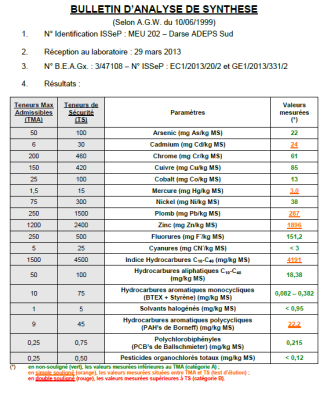 BULLETIN D'ANALYSE DE SYNTHESE
(Selon A.G.W. du 10/06/1999)
1. N° Identification ISSeP : MEU 202 – Darse ADEPS Sud
2. Réception au laboratoire : 29 mars 2013
3. N° B.E.A.Gx. : 3/47108 – N° ISSeP : EC1/2013/20/2 et GE1/2013/331/2
4. Résultats :
Teneurs Max Admissibles (TMA) Teneurs de Sécurité (TS) Paramètres Valeurs mesurées (*)
50 100 Arsenic (mg As/kg MS) 22
6 30 Cadmium (mg Cd/kg MS) 24
200 460 Chrome (mg Cr/kg MS) 61
150 420 Cuivre (mg Cu/kg MS) 85
25 100 Cobalt (mg Co/kg MS) 13
1,5 15 Mercure (mg Hg/kg MS) 3,8
75 300 Nickel (mg Ni/kg MS) 38
250 1500 Plomb (mg Pb/kg MS) 287
1200 2400 Zinc (mg Zn/kg MS) 1896
250 500 Fluorures (mg F⁻/kg MS) 151,2
5 25 Cyanures (mg CN⁻/kg MS) < 3
1500 4500 Indice Hydrocarbures C₁₀-C₄₀ (mg/kg MS) 4191
50 100 Hydrocarbures aliphatiques C₁₀-C₄₀ (mg/kg MS) 18,38
10 75 Hydrocarbures aromatiques monocycliques (BTEX + Styrène) (mg/kg MS) 0,082 – 0,382
1 5 Solvants halogénés (mg/kg MS) < 0,95
9 45 Hydrocarbures aromatiques polycycliques (PAH's de Borneff) (mg/kg MS) 22,2
0,25 0,75 Polychlorobiphényles (PCB's de Ballschmieter) (mg/kg MS) 0,215
0,25 0,50 Pesticides organochlorés totaux (mg/kg MS) < 0,12
(*) en non-souligné (vert), les valeurs mesurées inférieures au TMA (catégorie A) ;
en simple souligné (orange), les valeurs mesurées situées entre TMA et TS (test d'élution) ;
en double souligné (rouge), les valeurs mesurées supérieures à TS (catégorie B).